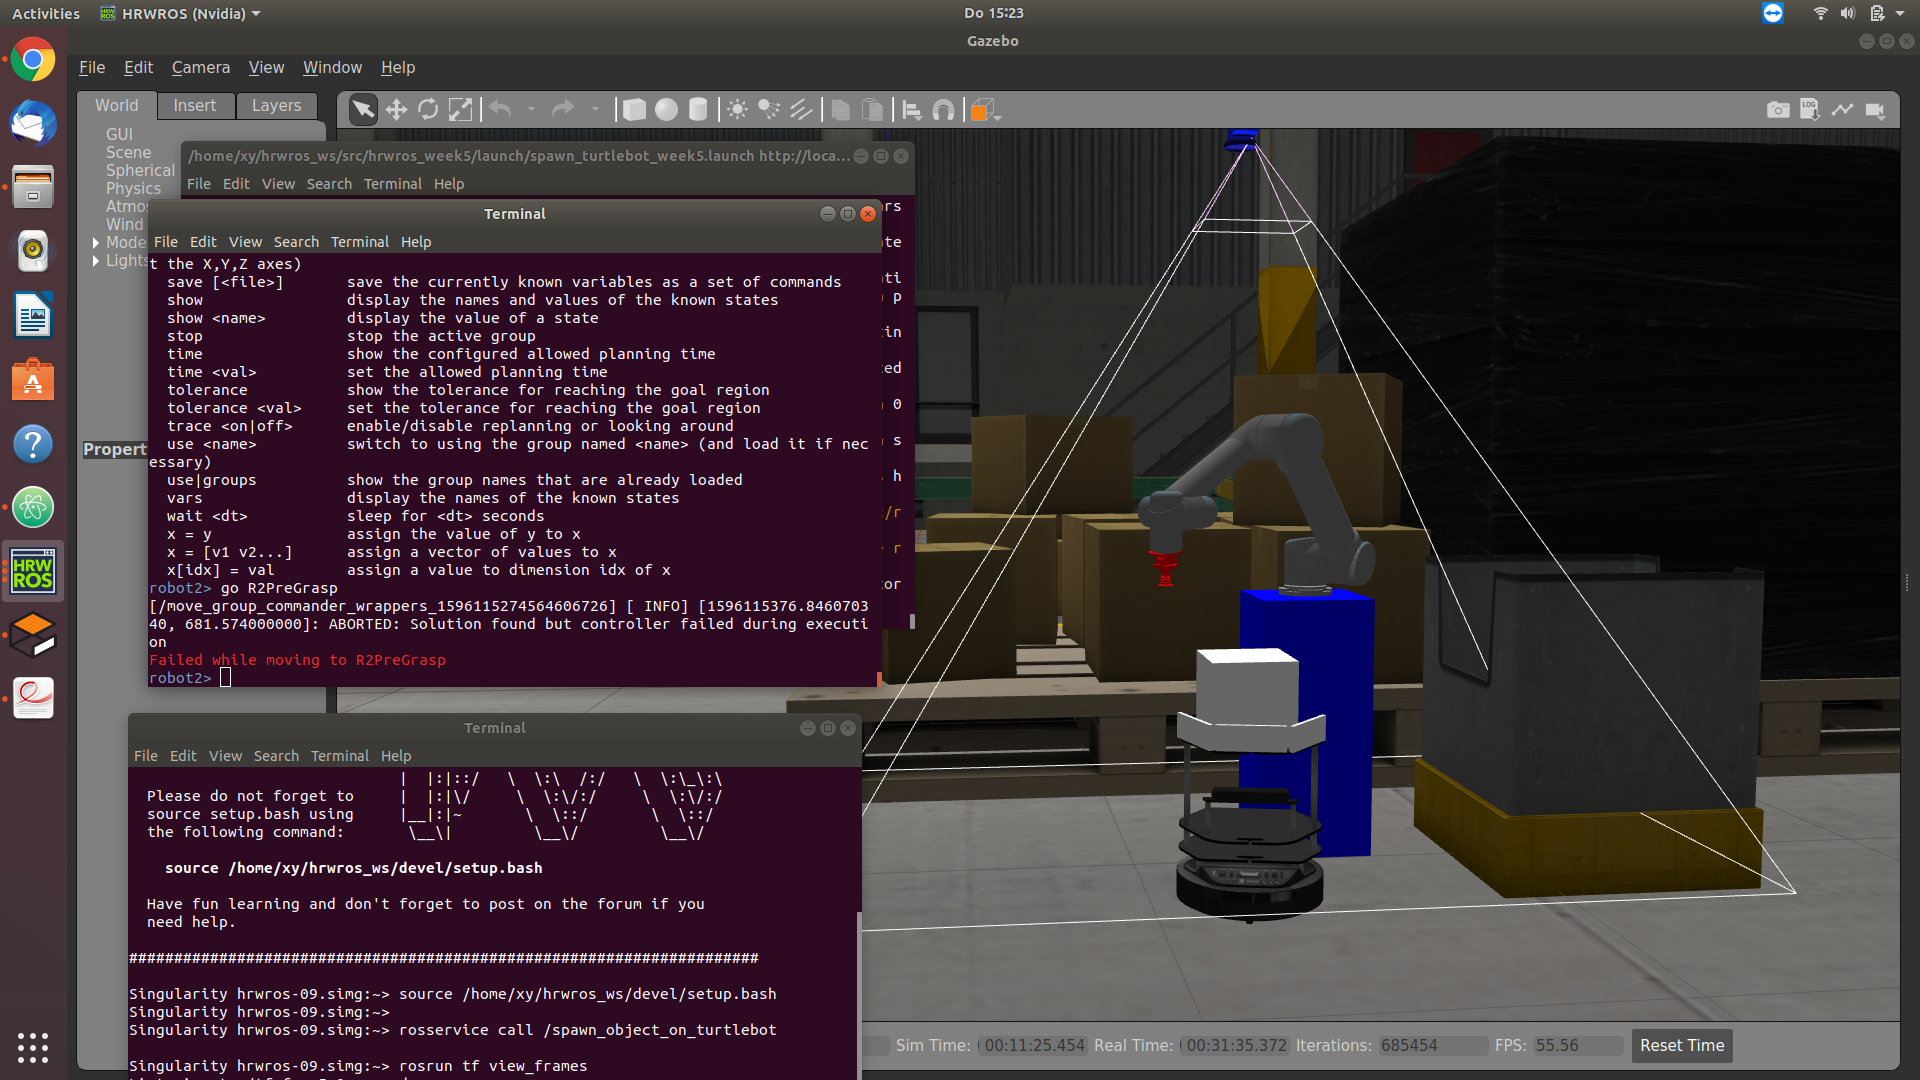 Activities HRWROS (Nvidia) Do 15:23
Gazebo
File Edit Camera View Window Help
World Insert Layers
GUI
Scene
Spherical
Physics
Atmos
Wind
Mode
Lights
Propert
/home/xy/hrwros_ws/src/hrwros_week5/launch/spawn_turtlebot_week5.launch http://loca...
File Edit View Search Terminal Help
Terminal
File Edit View Search Terminal Help
t the X,Y,Z axes)
save [<file>] save the currently known variables as a set of commands
show display the names and values of the known states
show <name> display the value of a state
stop stop the active group
time show the configured allowed planning time
time <val> set the allowed planning time
tolerance show the tolerance for reaching the goal region
tolerance <val> set the tolerance for reaching the goal region
trace <on|off> enable/disable replanning or looking around
use <name> switch to using the group named <name> (and load it if nec
essary)
use|groups show the group names that are already loaded
vars display the names of the known states
wait <dt> sleep for <dt> seconds
x = y assign the value of y to x
x = [v1 v2...] assign a vector of values to x
x[idx] = val assign a value to dimension idx of x
robot2> go R2PreGrasp
[/move_group_commander_wrappers_1596115274564606726] [ INFO] [1596115376.8460703
40, 681.574000000]: ABORTED: Solution found but controller failed during executi
on
Failed while moving to R2PreGrasp
robot2>
Terminal
File Edit View Search Terminal Help
| |:|::/ \ \:\ /:/ \ \:\_\:\
Please do not forget to | |:|\/ \ \:\/:/ \ \:\/:/
source setup.bash using |__|:|~ \ \::/ \ \::/
the following command: \__\| \__\/ \__\/
source /home/xy/hrwros_ws/devel/setup.bash
Have fun learning and don't forget to post on the forum if you
need help.
######################################################################
Singularity hrwros-09.simg:~> source /home/xy/hrwros_ws/devel/setup.bash
Singularity hrwros-09.simg:~>
Singularity hrwros-09.simg:~> rosservice call /spawn_object_on_turtlebot
Singularity hrwros-09.simg:~> rosrun tf view_frames
Sim Time: 00:11:25.454 Real Time: 00:31:35.372 Iterations: 685454 FPS: 55.56 Reset Time
HRW
ROS
LOG